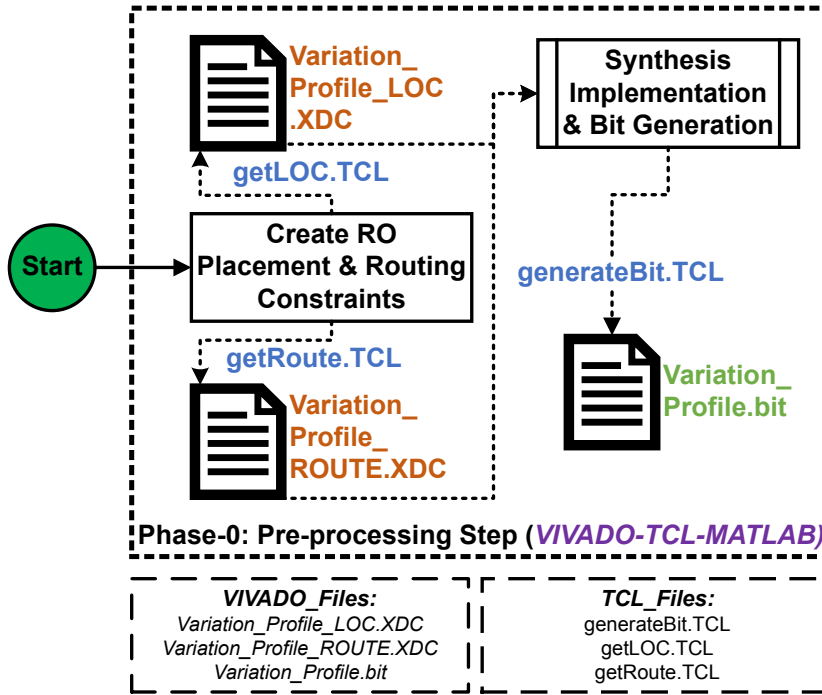 Variation_
Profile_LOC
.XDC
Synthesis
Implementation
& Bit Generation
getLOC.TCL
Start
Create RO
Placement & Routing
Constraints
generateBit.TCL
getRoute.TCL
Variation_
Profile_
ROUTE.XDC
Variation_
Profile.bit
Phase-0: Pre-processing Step (VIVADO-TCL-MATLAB)
VIVADO_Files:
Variation_Profile_LOC.XDC
Variation_Profile_ROUTE.XDC
Variation_Profile.bit
TCL_Files:
generateBit.TCL
getLOC.TCL
getRoute.TCL